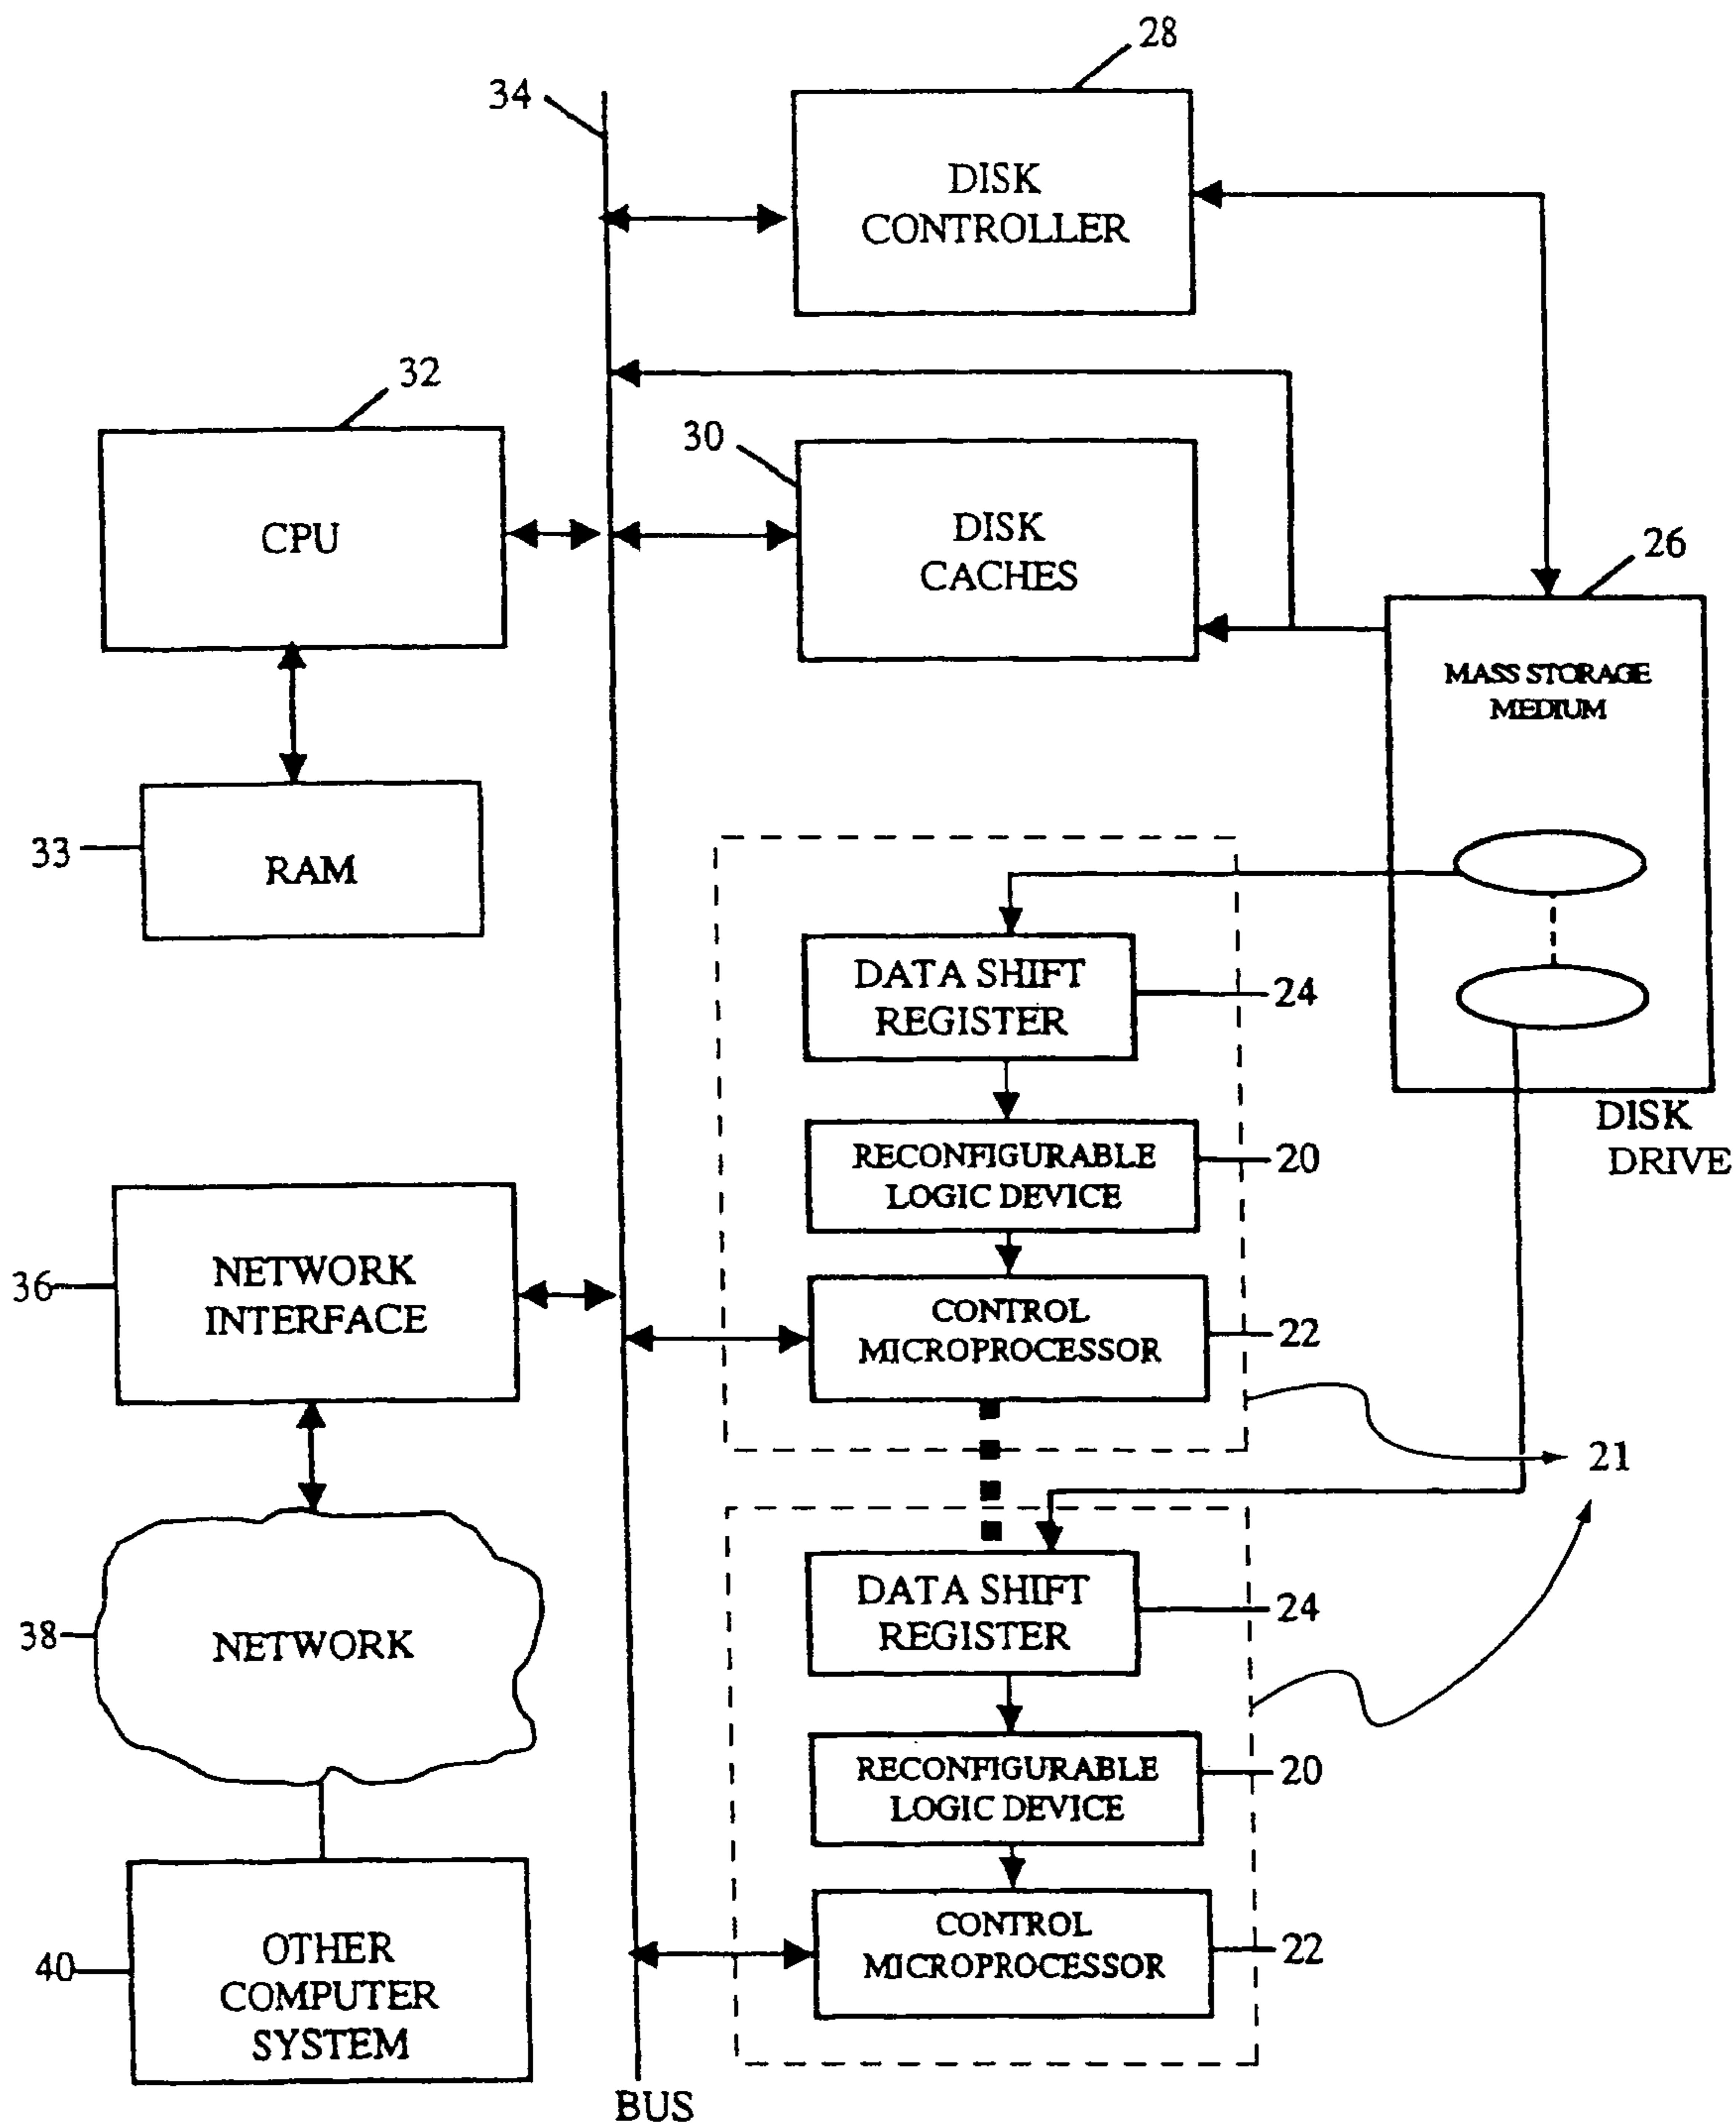 28
34
DISK
CONTROLLER
32
30
CPU
DISK
CACHES
26
MASS STORAGE
MEDIUM
33
RAM
DATA SHIFT
REGISTER
24
DISK
DRIVE
RECONFIGURABLE
LOGIC DEVICE
20
36
NETWORK
INTERFACE
CONTROL
MICROPROCESSOR
22
21
DATA SHIFT
REGISTER
24
38
NETWORK
RECONFIGURABLE
LOGIC DEVICE
20
40
OTHER
COMPUTER
SYSTEM
CONTROL
MICROPROCESSOR
22
BUS